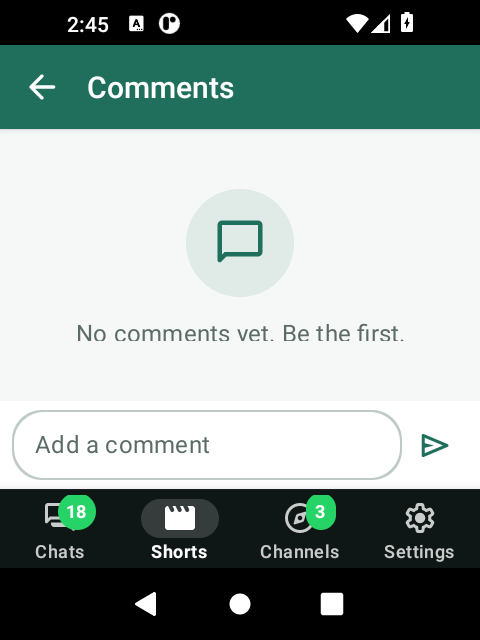 2:45
Comments
No comments yet. Be the first.
Add a comment
18
3
Chats
Shorts
Channels
Settings